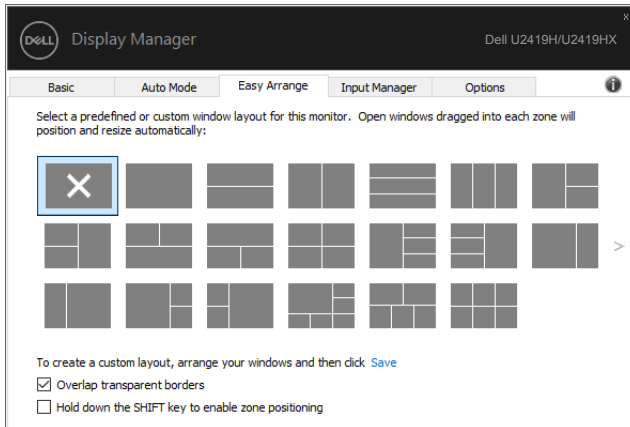 x
DELL Display Manager
Dell U2419H/U2419HX
Basic Auto Mode Easy Arrange Input Manager Options
Select a predefined or custom window layout for this monitor. Open windows dragged into each zone will
position and resize automatically:
To create a custom layout, arrange your windows and then click Save
Overlap transparent borders
Hold down the SHIFT key to enable zone positioning